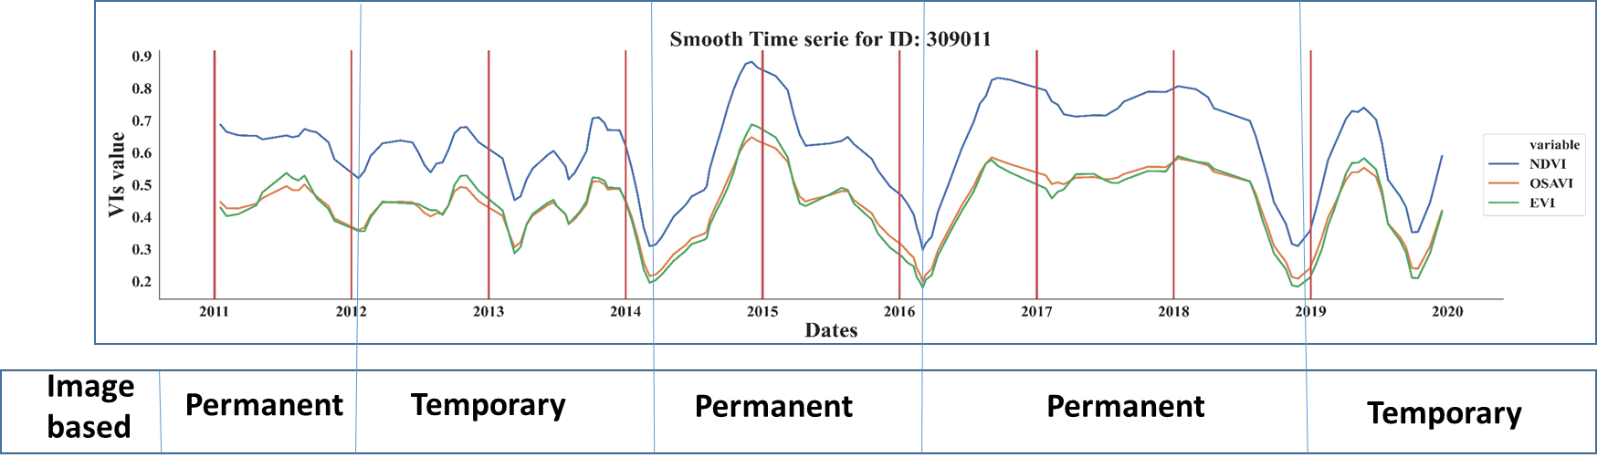 Smooth Time serie for ID: 309011
0.9
0.8
0.7
0.6
0.5
0.4
0.3
0.2
VIs value
2011 2012 2013 2014 2015 2016 2017 2018 2019 2020
Dates
variable
NDVI
OSAVI
EVI
Image
based
Permanent Temporary Permanent Permanent Temporary